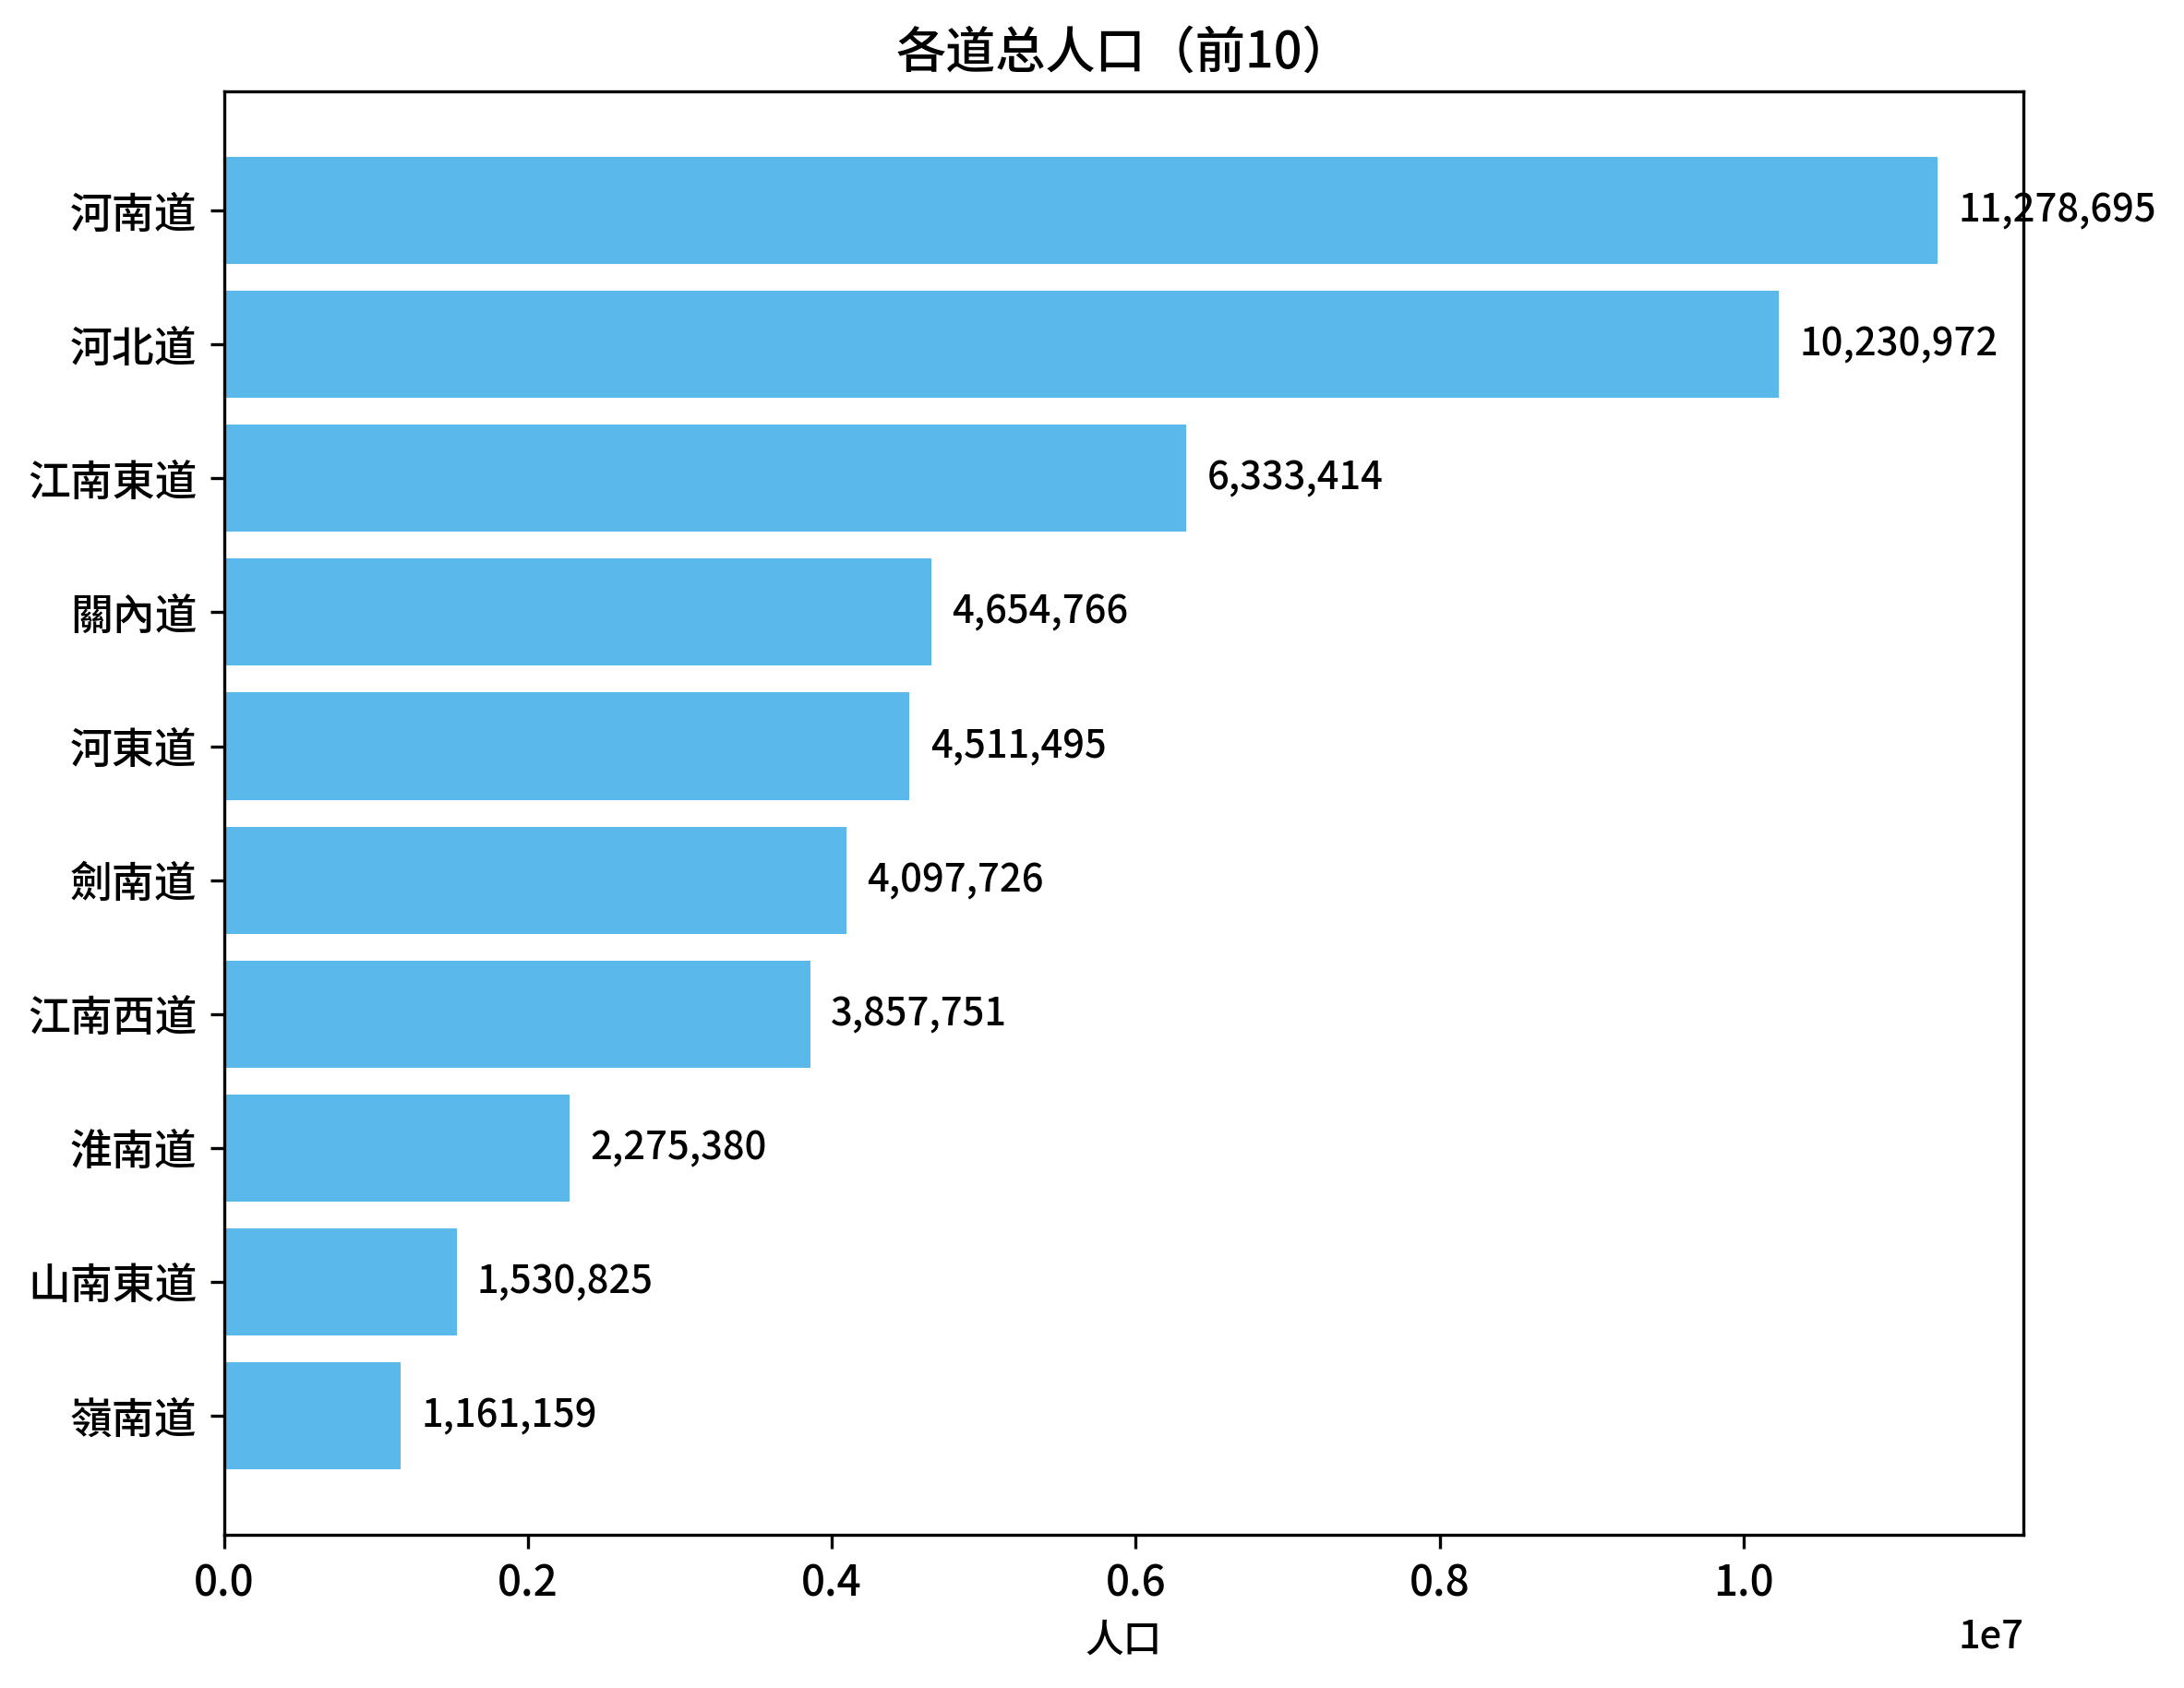 各道总人口（前10）
河南道 11,278,695
河北道 10,230,972
江南東道 6,333,414
關內道 4,654,766
河東道 4,511,495
劍南道 4,097,726
江南西道 3,857,751
淮南道 2,275,380
山南東道 1,530,825
嶺南道 1,161,159
0.0 0.2 0.4 0.6 0.8 1.0
人口 1e7